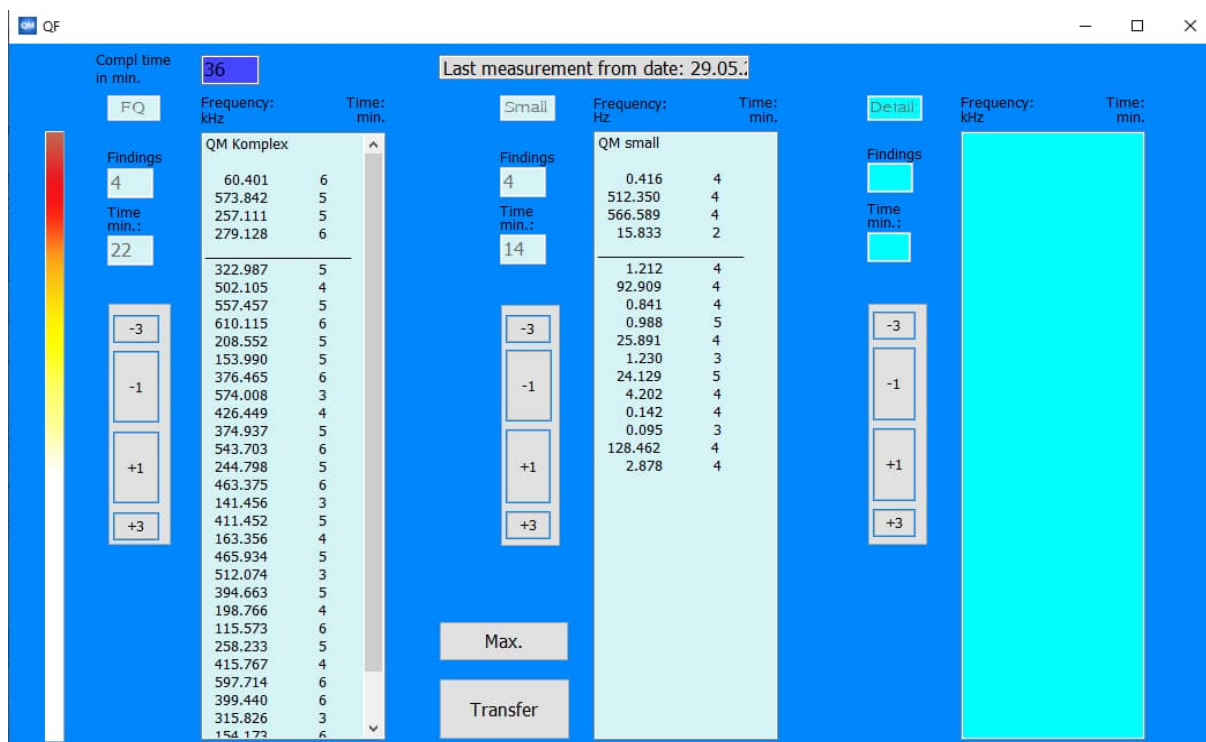 QM QF
Compl time
in min.
36
Last measurement from date: 29.05.
FQ
Frequency:
kHz
Time:
min.
Findings
4
Time
min.:
22
-3
-1
+1
+3
QM Komplex
60.401 6
573.842 5
257.111 5
279.128 6
322.987 5
502.105 4
557.457 5
610.115 6
208.552 5
153.990 5
376.465 6
574.008 3
426.449 4
374.937 5
543.703 6
244.798 5
463.375 6
141.456 3
411.452 5
163.356 4
465.934 5
512.074 3
394.663 5
198.766 4
115.573 6
258.233 5
415.767 4
597.714 6
399.440 6
315.826 3
154.173 6
Small
Frequency:
Hz
Time:
min.
Findings
4
Time
min.:
14
-3
-1
+1
+3
Max.
Transfer
QM small
0.416 4
512.350 4
566.589 4
15.833 2
1.212 4
92.909 4
0.841 4
0.988 5
25.891 4
1.230 3
24.129 5
4.202 4
0.142 4
0.095 3
128.462 4
2.878 4
Detail
Frequency:
kHz
Time:
min.
Findings
Time
min.:
-3
-1
+1
+3